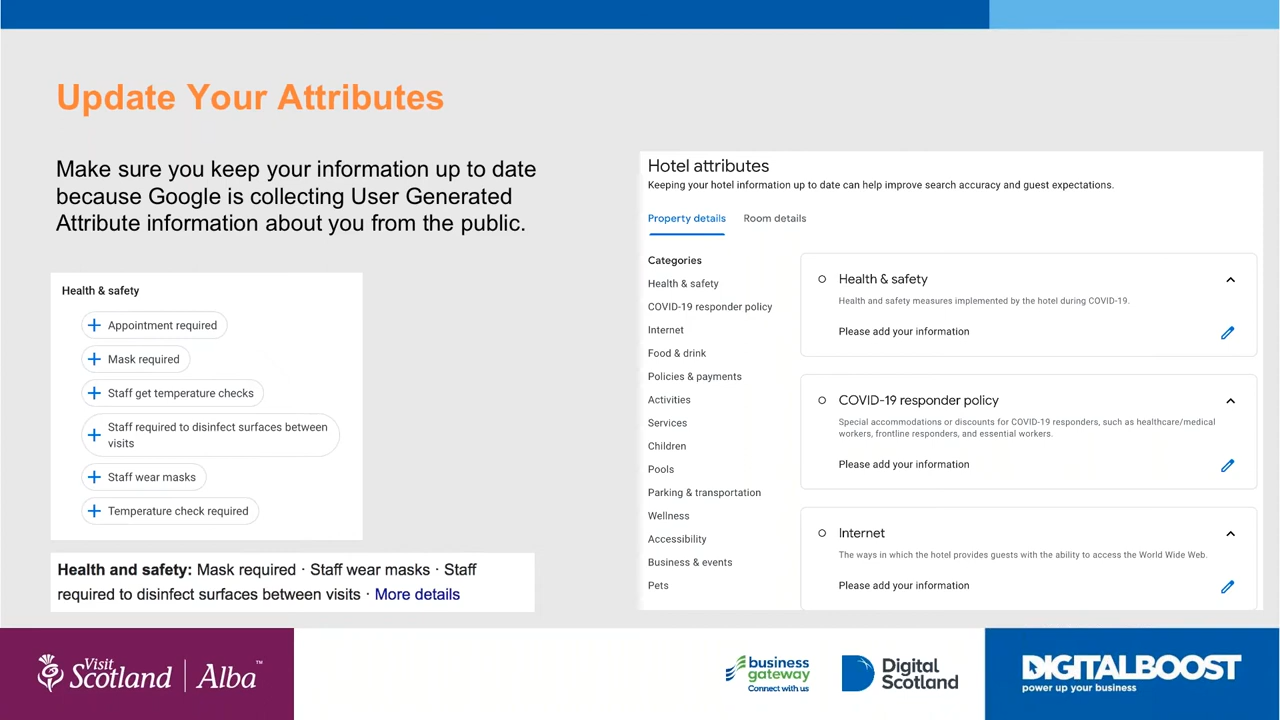 Update Your Attributes
Make sure you keep your information up to date
because Google is collecting User Generated
Attribute information about you from the public.
Health & safety
Appointment required
Mask required
Staff get temperature checks
Staff required to disinfect surfaces between
visits
Staff wear masks
Temperature check required
Health and safety: Mask required · Staff wear masks · Staff
required to disinfect surfaces between visits · More details
Hotel attributes
Keeping your hotel information up to date can help improve search accuracy and guest expectations.
Property details
Room details
Categories
Health & safety
COVID-19 responder policy
Internet
Food & drink
Policies & payments
Activities
Services
Children
Pools
Parking & transportation
Wellness
Accessibility
Business & events
Pets
Health & safety
Health and safety measures implemented by the hotel during COVID-19.
Please add your information
COVID-19 responder policy
Special accommodations or discounts for COVID-19 responders, such as healthcare/medical
workers, frontline responders, and essential workers.
Please add your information
Internet
The ways in which the hotel provides guests with the ability to access the World Wide Web.
Please add your information
Visit
Scotland | Alba™
business
gateway
Connect with us
Digital
Scotland
DIGITALBOOST
power up your business